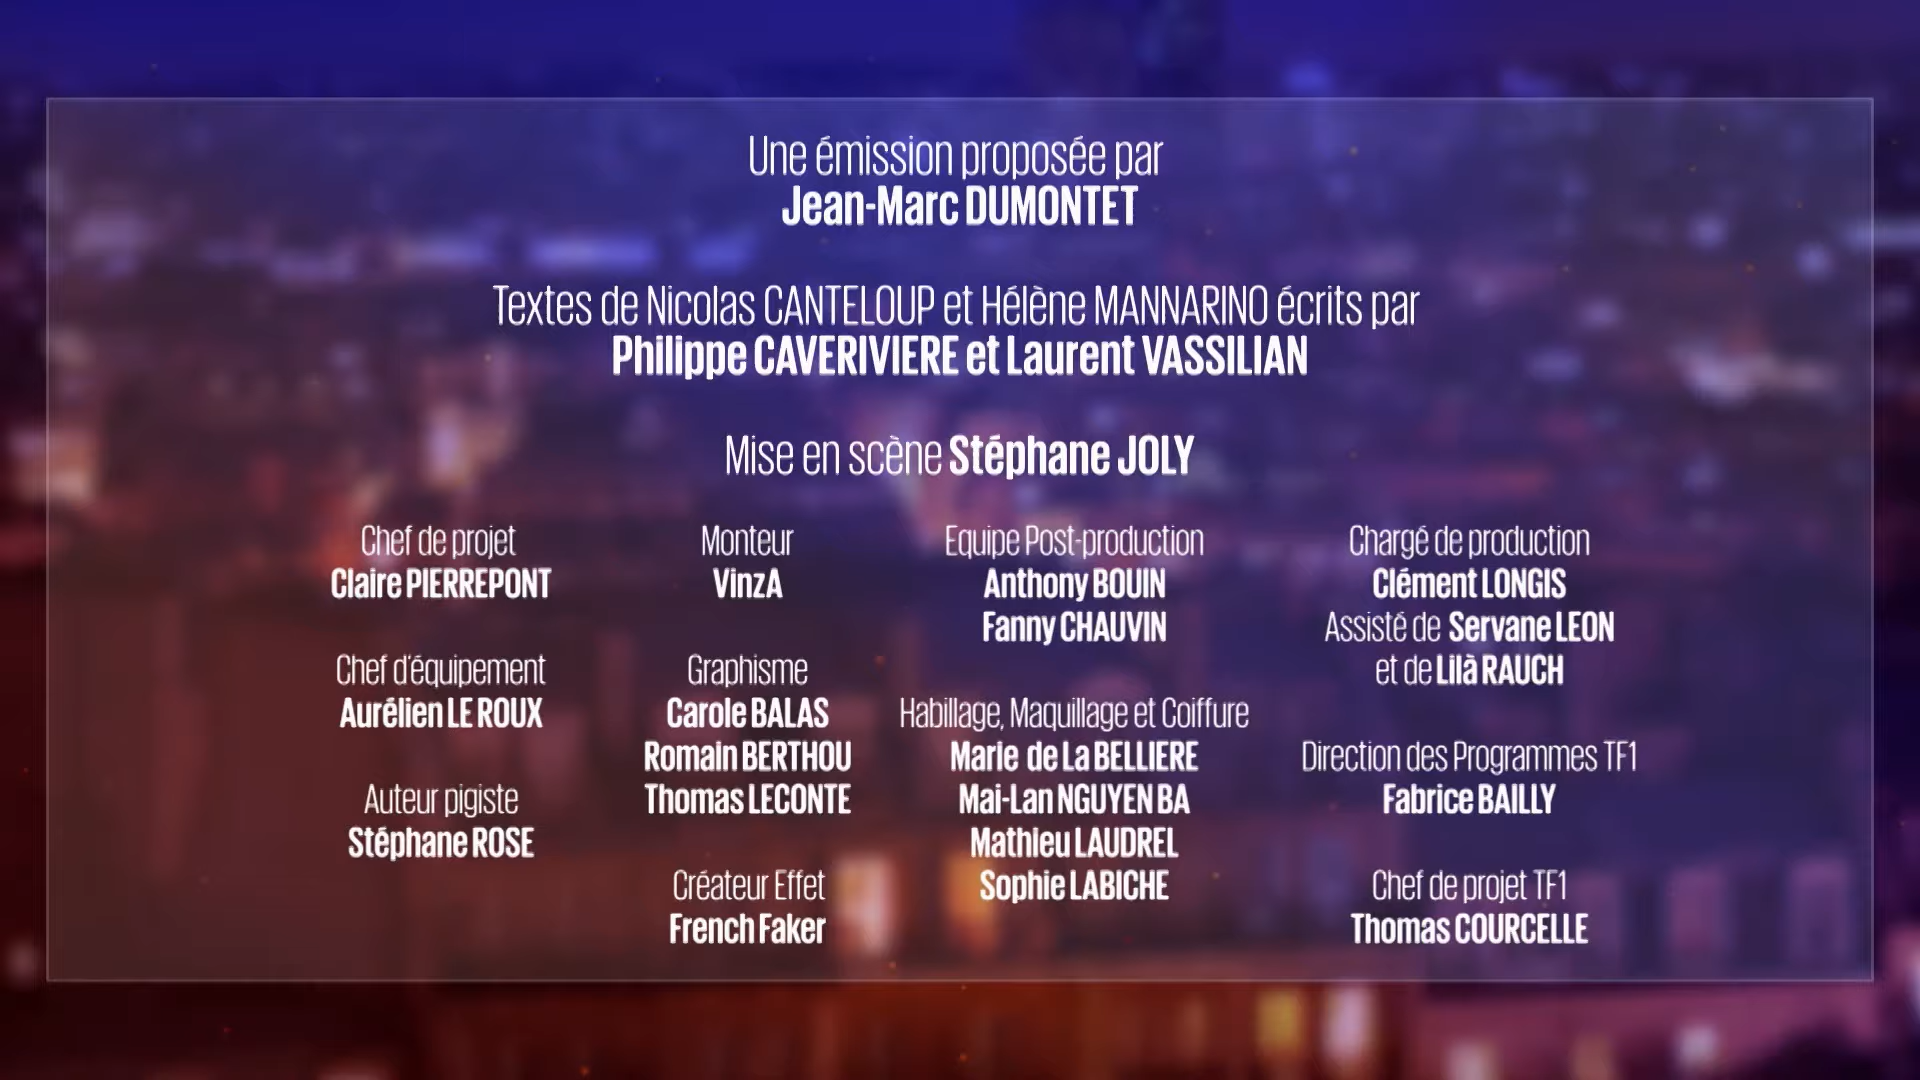 Une émission proposée par
Jean-Marc DUMONTET
Textes de Nicolas CANTELOUP et Hélène MANNARINO écrits par
Philippe CAVERIVIERE et Laurent VASSILIAN
Mise en scène Stéphane JOLY
Chef de projet
Claire PIERREPONT
Chef d'équipement
Aurélien LE ROUX
Auteur pigiste
Stéphane ROSE
Monteur
VinzA
Graphisme
Carole BALAS
Romain BERTHOU
Thomas LECONTE
Créateur Effet
French Faker
Equipe Post-production
Anthony BOUIN
Fanny CHAUVIN
Habillage, Maquillage et Coiffure
Marie de La BELLIERE
Mai-Lan NGUYEN BA
Mathieu LAUDREL
Sophie LABICHE
Chargé de production
Clément LONGIS
Assisté de Servane LEON
et de Lilà RAUCH
Direction des Programmes TF1
Fabrice BAILLY
Chef de projet TF1
Thomas COURCELLE